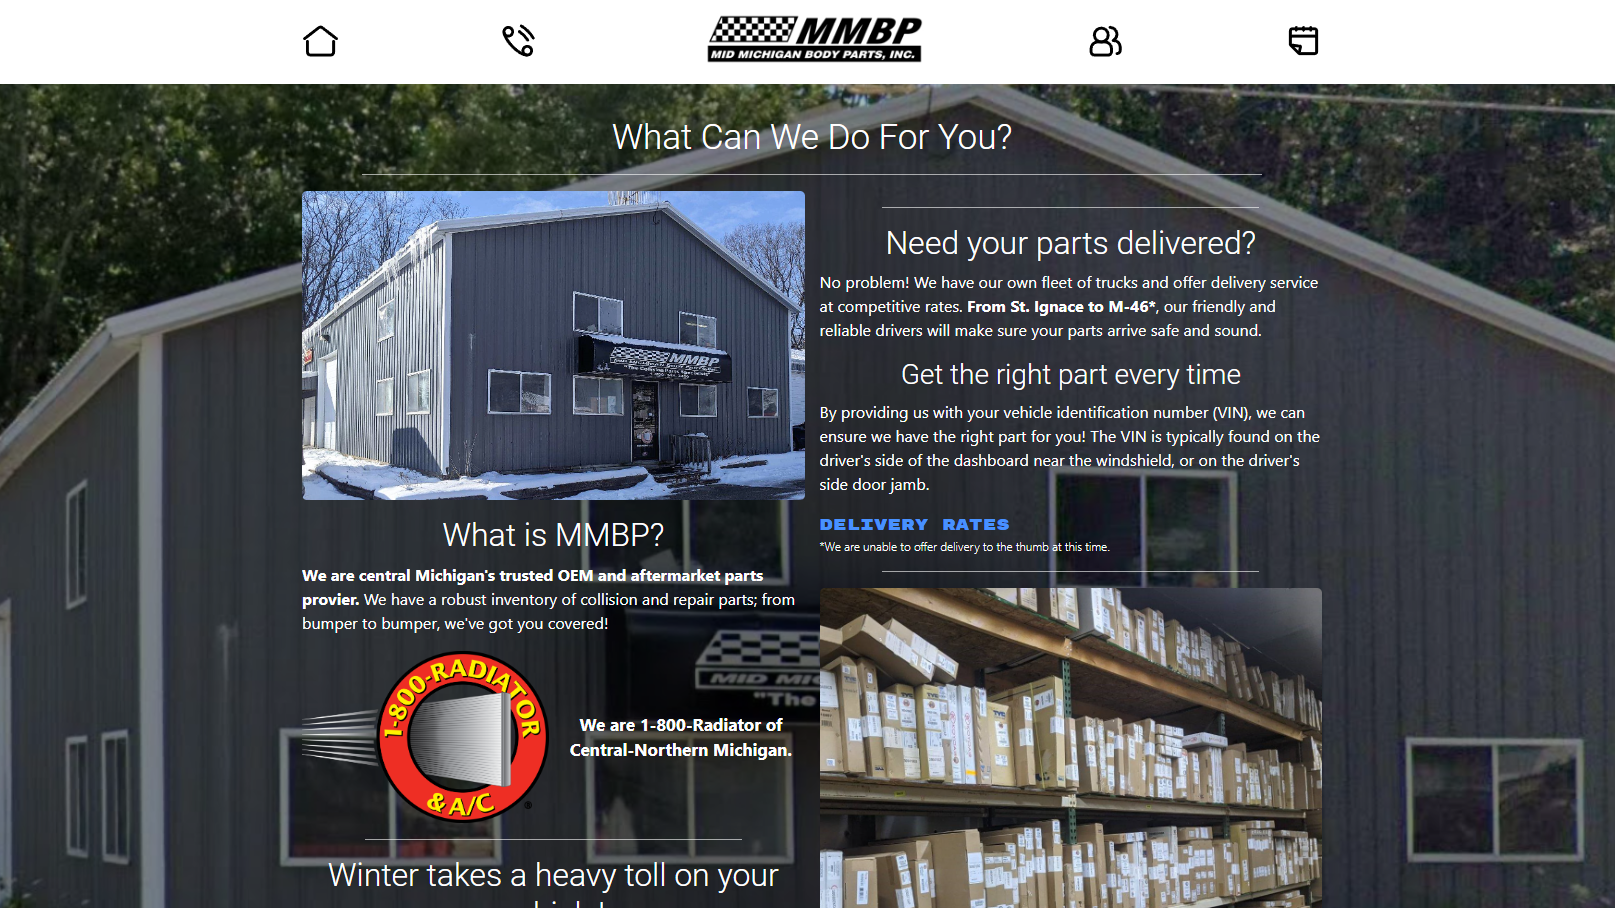 MMBP
MID MICHIGAN BODY PARTS, INC.
What Can We Do For You?
MMBP
What is MMBP?
We are central Michigan's trusted OEM and aftermarket parts
provier. We have a robust inventory of collision and repair parts; from
bumper to bumper, we've got you covered!
1-800-RADIATOR
& A/C
®
We are 1-800-Radiator of
Central-Northern Michigan.
Winter takes a heavy toll on your
Need your parts delivered?
No problem! We have our own fleet of trucks and offer delivery service
at competitive rates. From St. Ignace to M-46*, our friendly and
reliable drivers will make sure your parts arrive safe and sound.
Get the right part every time
By providing us with your vehicle identification number (VIN), we can
ensure we have the right part for you! The VIN is typically found on the
driver's side of the dashboard near the windshield, or on the driver's
side door jamb.
DELIVERY RATES
*We are unable to offer delivery to the thumb at this time.
MID MI
"The